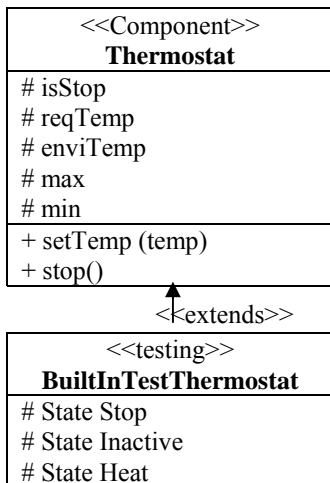 <<Component>>
Thermostat
# isStop
# reqTemp
# enviTemp
# max
# min
+ setTemp (temp)
+ stop()
<<extends>>
<<testing>>
BuiltInTestThermostat
# State Stop
# State Inactive
# State Heat